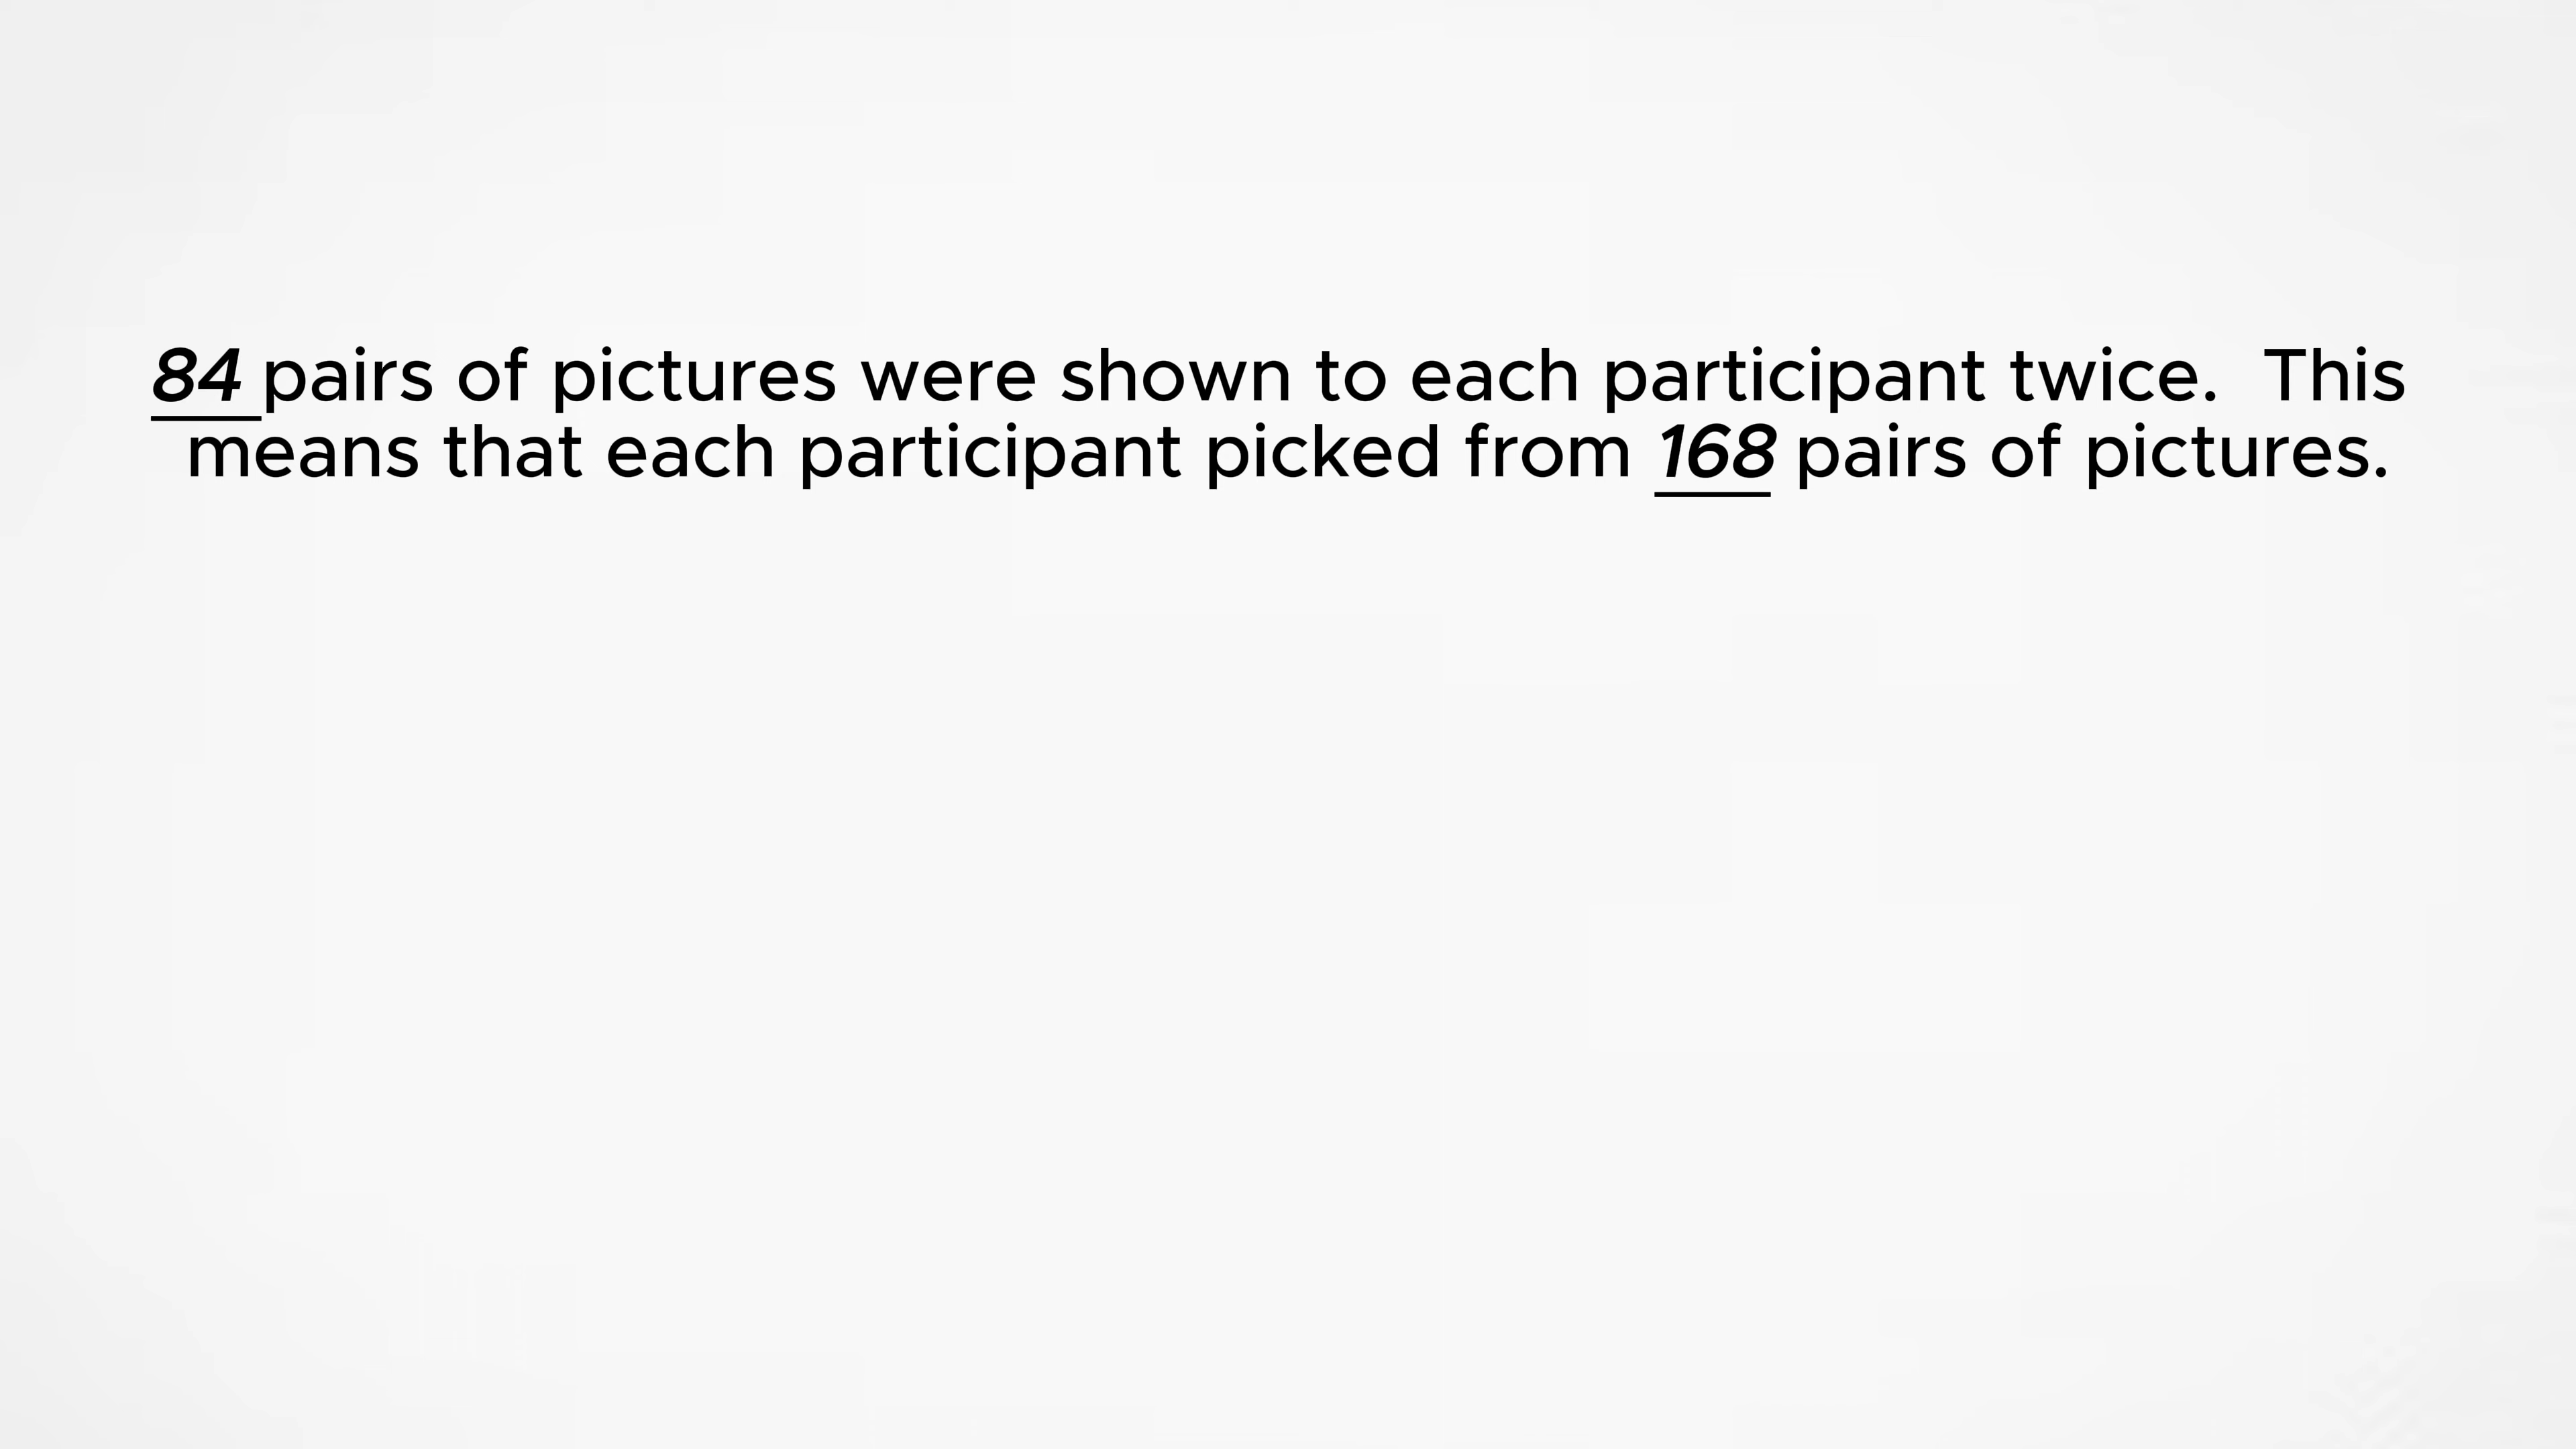 84 pairs of pictures were shown to each participant twice.  This
means that each participant picked from 168 pairs of pictures.